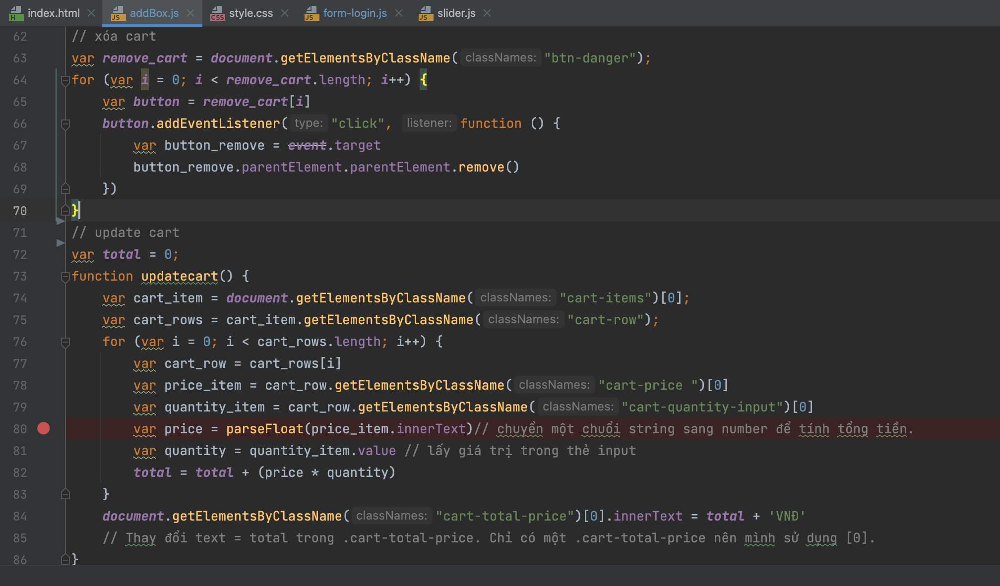 index.html addBox.js style.css form-login.js slider.js
62 // xóa cart
63 var remove_cart = document.getElementsByClassName( classNames: "btn-danger");
64 for (var i = 0; i < remove_cart.length; i++) {
65 var button = remove_cart[i]
66 button.addEventListener( type: "click", listener: function () {
67 var button_remove = event.target
68 button_remove.parentElement.parentElement.remove()
69 })
70 }
71 // update cart
72 var total = 0;
73 function updatecart() {
74 var cart_item = document.getElementsByClassName( classNames: "cart-items")[0];
75 var cart_rows = cart_item.getElementsByClassName( classNames: "cart-row");
76 for (var i = 0; i < cart_rows.length; i++) {
77 var cart_row = cart_rows[i]
78 var price_item = cart_row.getElementsByClassName( classNames: "cart-price ")[0]
79 var quantity_item = cart_row.getElementsByClassName( classNames: "cart-quantity-input")[0]
80 var price = parseFloat(price_item.innerText)// chuyển một chuổi string sang number để tính tổng tiền.
81 var quantity = quantity_item.value // lấy giá trị trong thẻ input
82 total = total + (price * quantity)
83 }
84 document.getElementsByClassName( classNames: "cart-total-price")[0].innerText = total + 'VNĐ'
85 // Thay đổi text = total trong .cart-total-price. Chỉ có một .cart-total-price nên mình sử dụng [0].
86 }